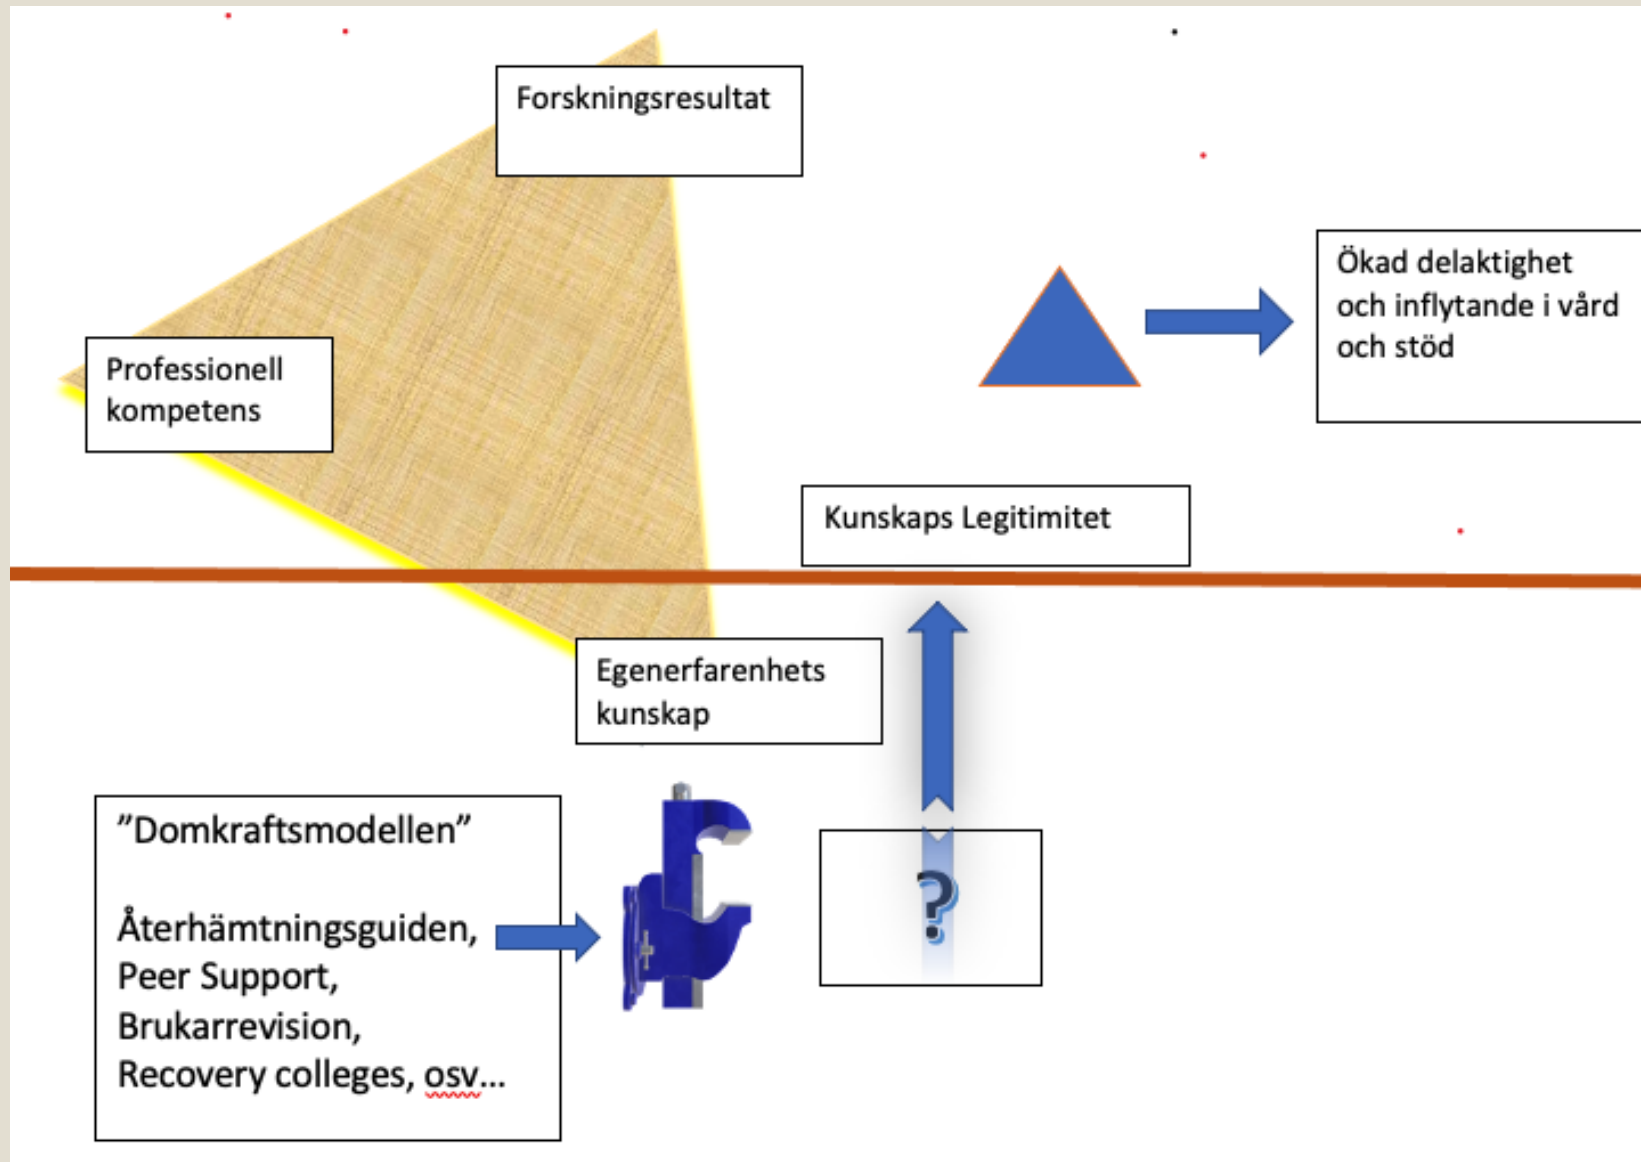 Forskningsresultat
Professionell
kompetens
Ökad delaktighet
och inflytande i vård
och stöd
Kunskaps Legitimitet
Egenerfarenhets
kunskap
”Domkraftsmodellen”
Återhämtningsguiden,
Peer Support,
Brukarrevision,
Recovery colleges, osv...
?